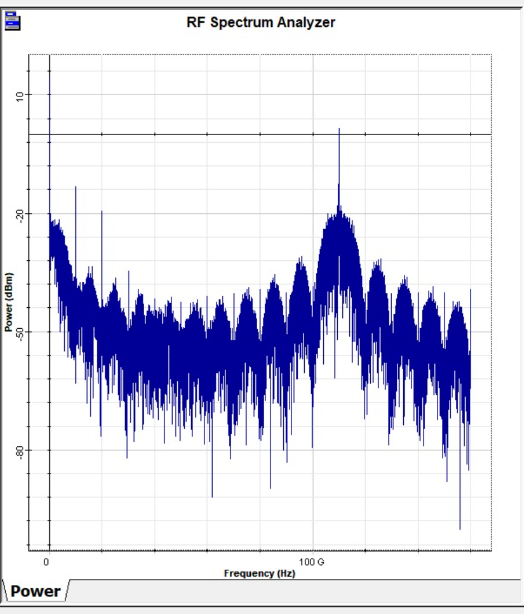 RF Spectrum Analyzer
10
-20
-50
-80
Power (dBm)
0
100 G
Frequency (Hz)
Power